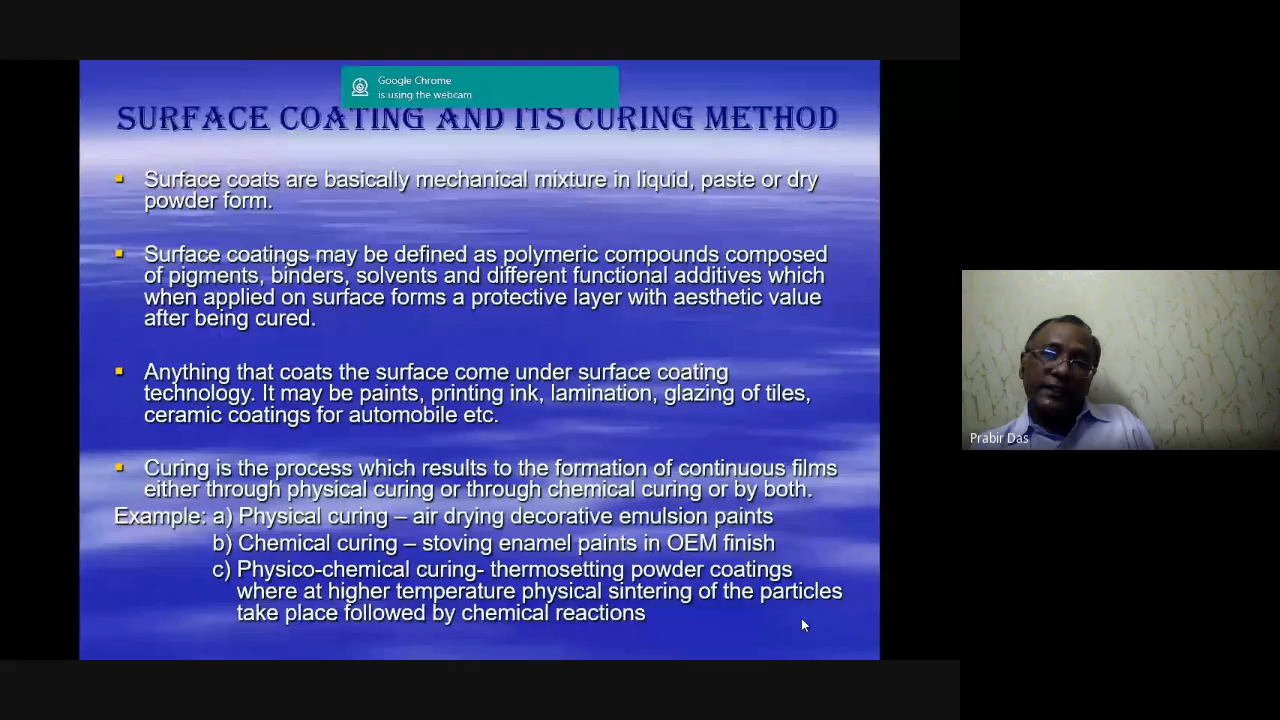 Google Chrome
is using the webcam
SURFACE COATING AND ITS CURING METHOD
Surface coats are basically mechanical mixture in liquid, paste or dry
powder form.
Surface coatings may be defined as polymeric compounds composed
of pigments, binders, solvents and different functional additives which
when applied on surface forms a protective layer with aesthetic value
after being cured.
Anything that coats the surface come under surface coating
technology. It may be paints, printing ink, lamination, glazing of tiles,
ceramic coatings for automobile etc.
Curing is the process which results to the formation of continuous films
either through physical curing or through chemical curing or by both.
Example: a) Physical curing – air drying decorative emulsion paints
b) Chemical curing – stoving enamel paints in OEM finish
c) Physico-chemical curing- thermosetting powder coatings
where at higher temperature physical sintering of the particles
take place followed by chemical reactions
Prabir Das